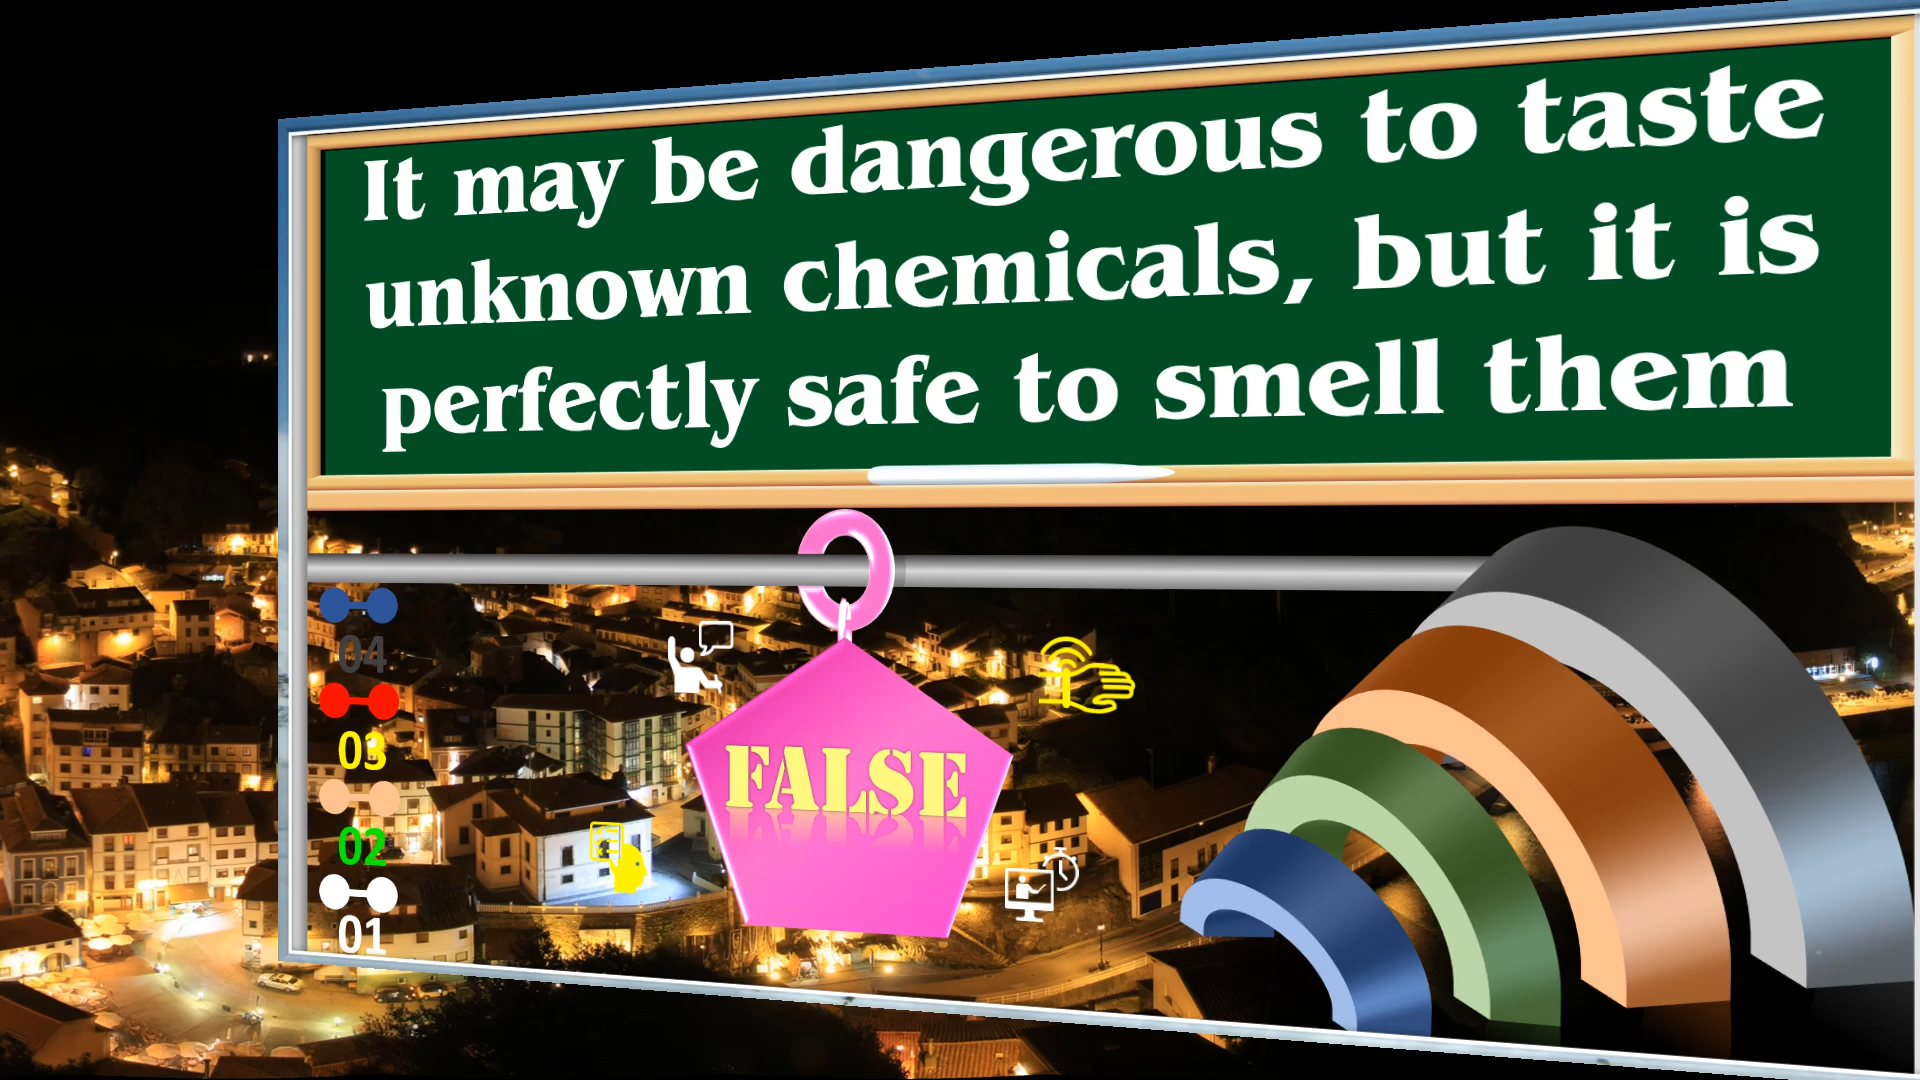 It may be dangerous to taste
unknown chemicals, but it is
perfectly safe to smell them
04
03
02
01
FALSE